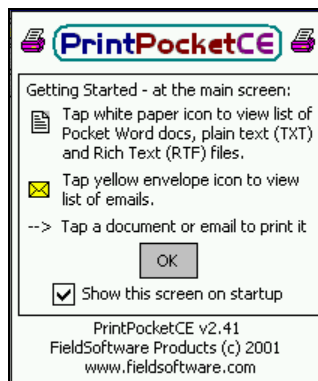 PrintPocketCE
Getting Started - at the main screen:
Tap white paper icon to view list of
Pocket Word docs, plain text (TXT)
and Rich Text (RTF) files.
Tap yellow envelope icon to view
list of emails.
--> Tap a document or email to print it
OK
Show this screen on startup
PrintPocketCE v2.41
FieldSoftware Products (c) 2001
www.fieldsoftware.com